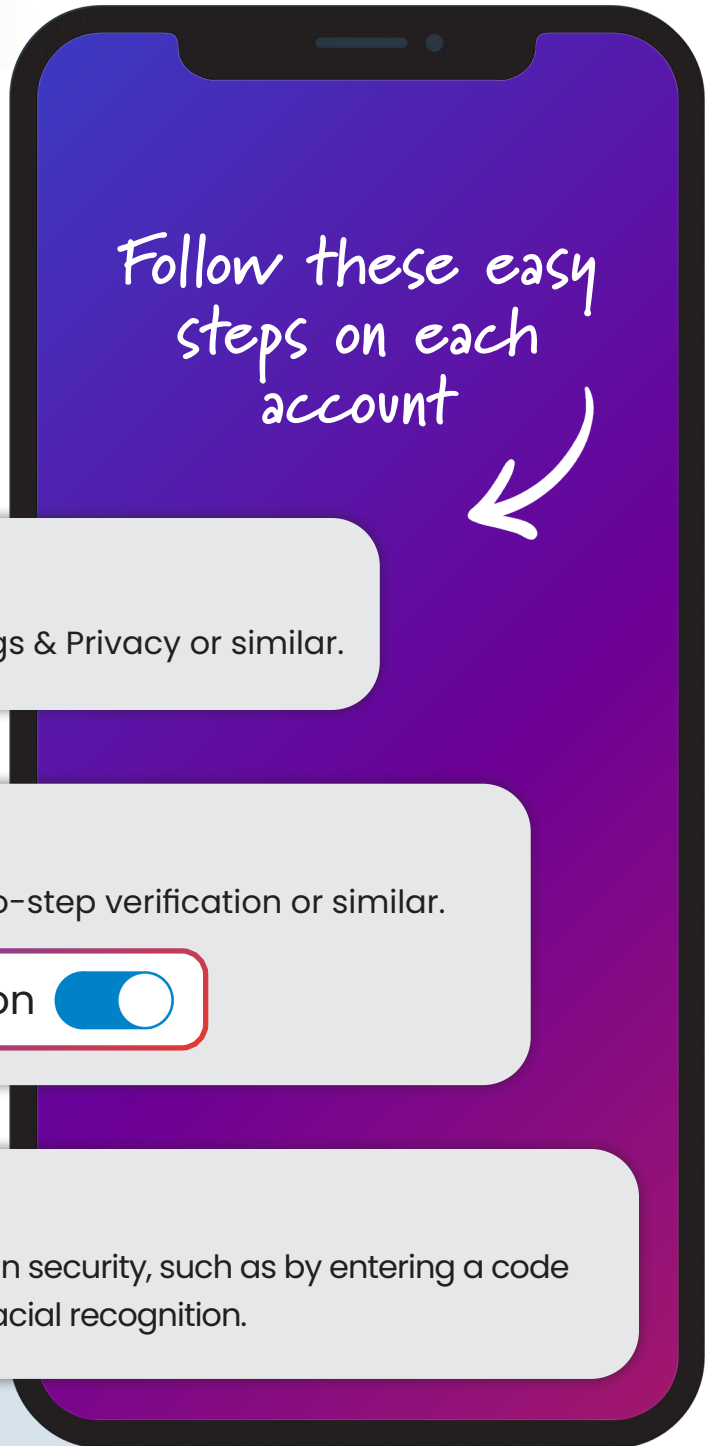 Follow these easy
steps on each
account
gs & Privacy or similar.
o-step verification or similar.
on
n security, such as by entering a code
acial recognition.